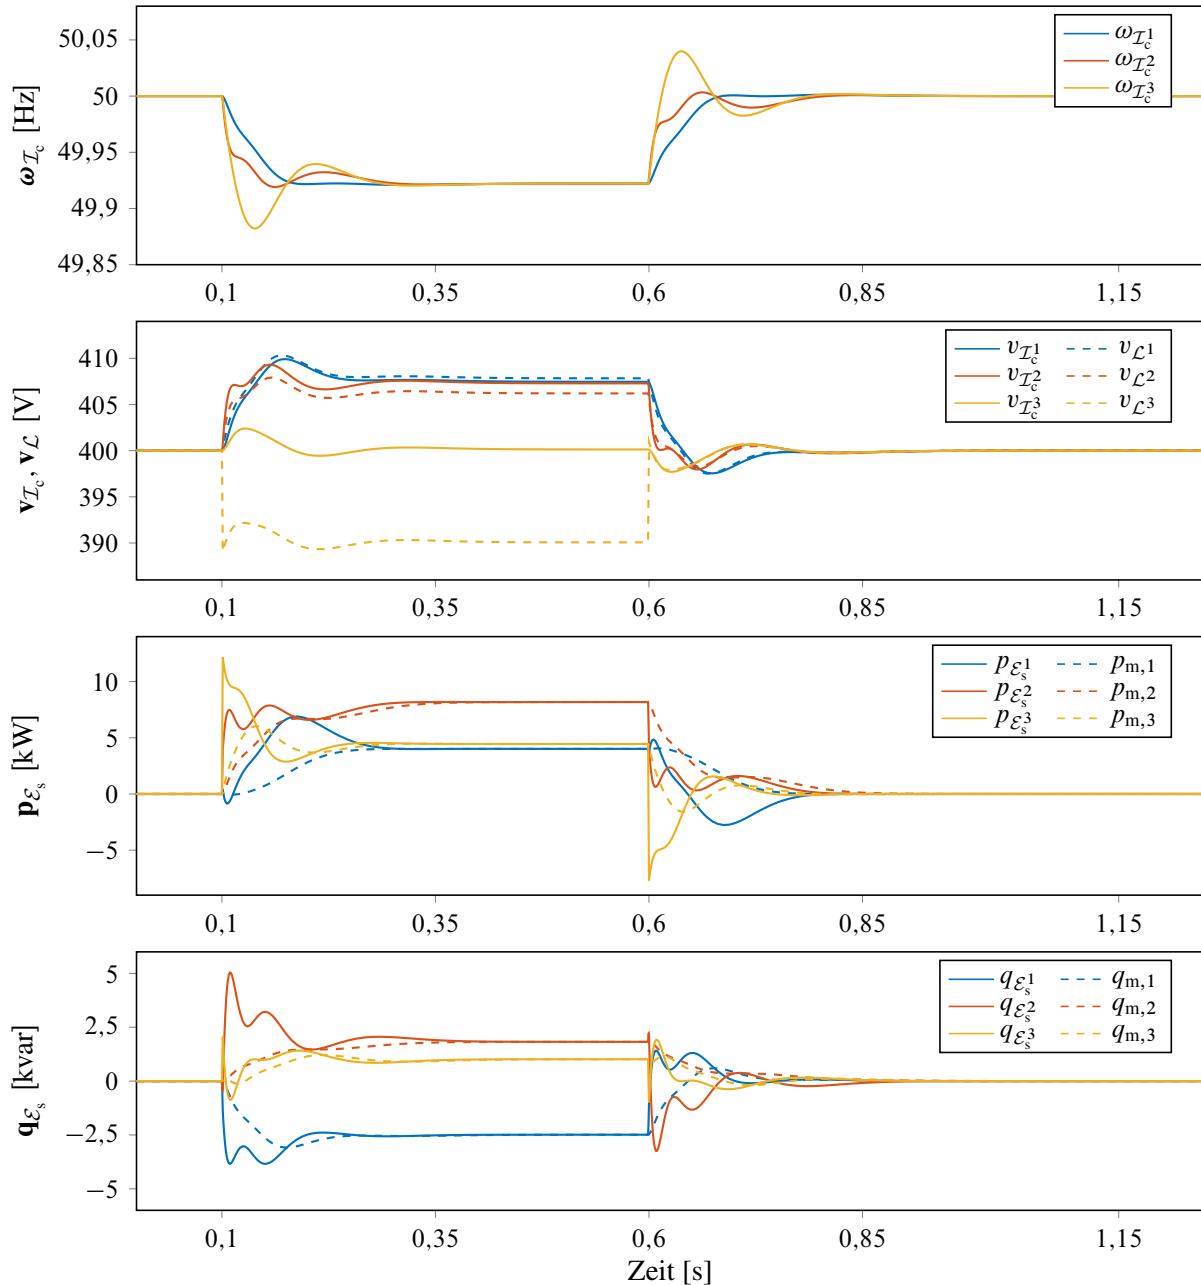 50,05
50
49,95
49,9
49,85
𝝎_{ℐ_c} [Hz]
ω_{ℐ_c^1}
ω_{ℐ_c^2}
ω_{ℐ_c^3}
0,1 0,35 0,6 0,85 1,15
410
405
400
395
390
𝐯_{ℐ_c}, 𝐯_ℒ [V]
v_{ℐ_c^1} v_{ℒ^1}
v_{ℐ_c^2} v_{ℒ^2}
v_{ℐ_c^3} v_{ℒ^3}
0,1 0,35 0,6 0,85 1,15
10
5
0
−5
𝐩_{ℰ_s} [kW]
p_{ℰ_s^1} p_{m,1}
p_{ℰ_s^2} p_{m,2}
p_{ℰ_s^3} p_{m,3}
0,1 0,35 0,6 0,85 1,15
5
2,5
0
−2,5
−5
𝐪_{ℰ_s} [kvar]
q_{ℰ_s^1} q_{m,1}
q_{ℰ_s^2} q_{m,2}
q_{ℰ_s^3} q_{m,3}
0,1 0,35 0,6 0,85 1,15
Zeit [s]